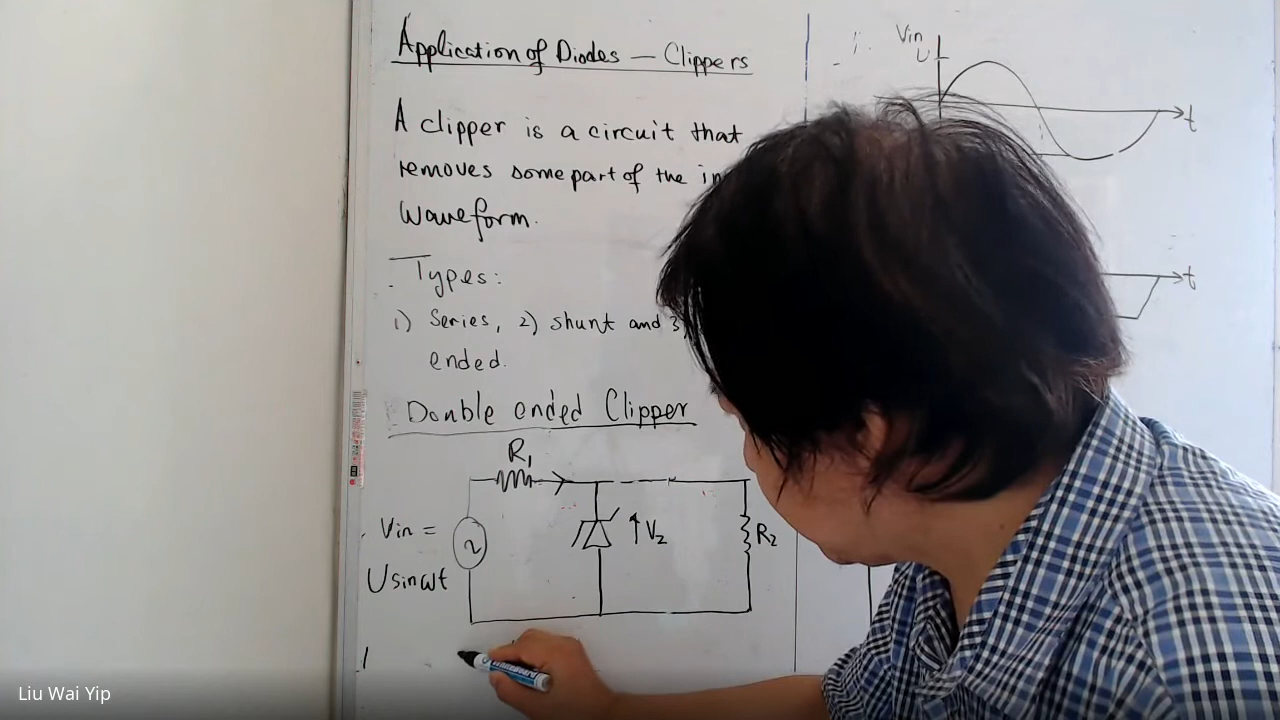 Application of Diodes — Clippers
A clipper is a circuit that
removes some part of the
waveform.
Types:
1) Series, 2) shunt and 3)
ended.
Double ended Clipper
R1
Vin =
Usinωt
Vz
R2
Vin
U
t
t
Liu Wai Yip